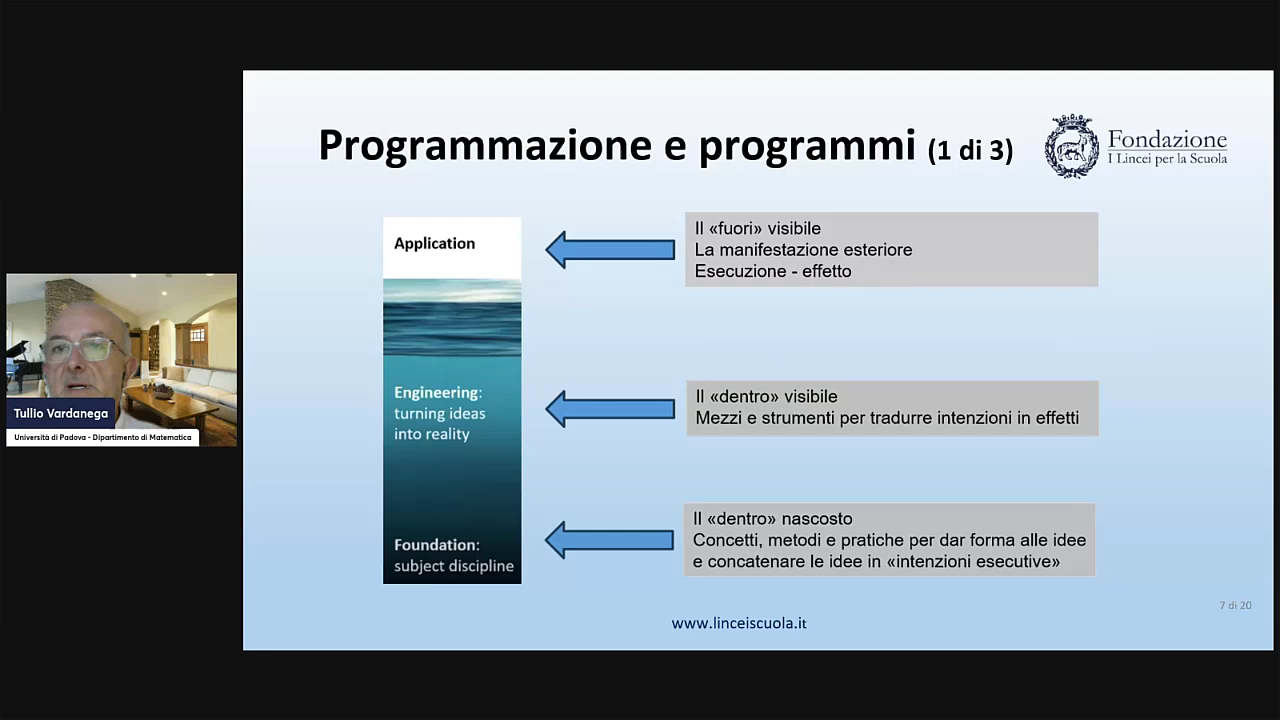 Programmazione e programmi (1 di 3)
Fondazione
I Lincei per la Scuola
Application
Il «fuori» visibile
La manifestazione esteriore
Esecuzione - effetto
Engineering:
turning ideas
into reality
Il «dentro» visibile
Mezzi e strumenti per tradurre intenzioni in effetti
Foundation:
subject discipline
Il «dentro» nascosto
Concetti, metodi e pratiche per dar forma alle idee
e concatenare le idee in «intenzioni esecutive»
7 di 20
www.linceiscuola.it
Tullio Vardanega
Università di Padova - Dipartimento di Matematica